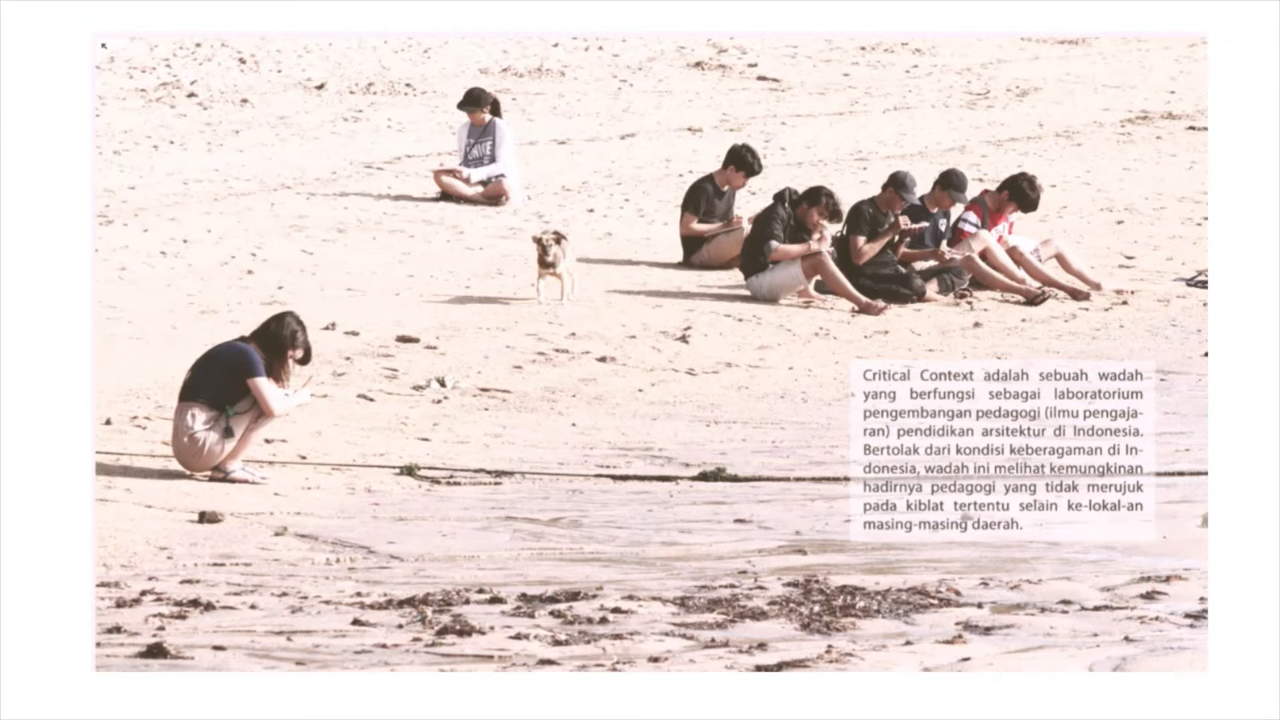 Critical Context adalah sebuah wadah
yang berfungsi sebagai laboratorium
pengembangan pedagogi (ilmu pengaja-
ran) pendidikan arsitektur di Indonesia.
Bertolak dari kondisi keberagaman di In-
donesia, wadah ini melihat kemungkinan
hadirnya pedagogi yang tidak merujuk
pada kiblat tertentu selain ke-lokal-an
masing-masing daerah.